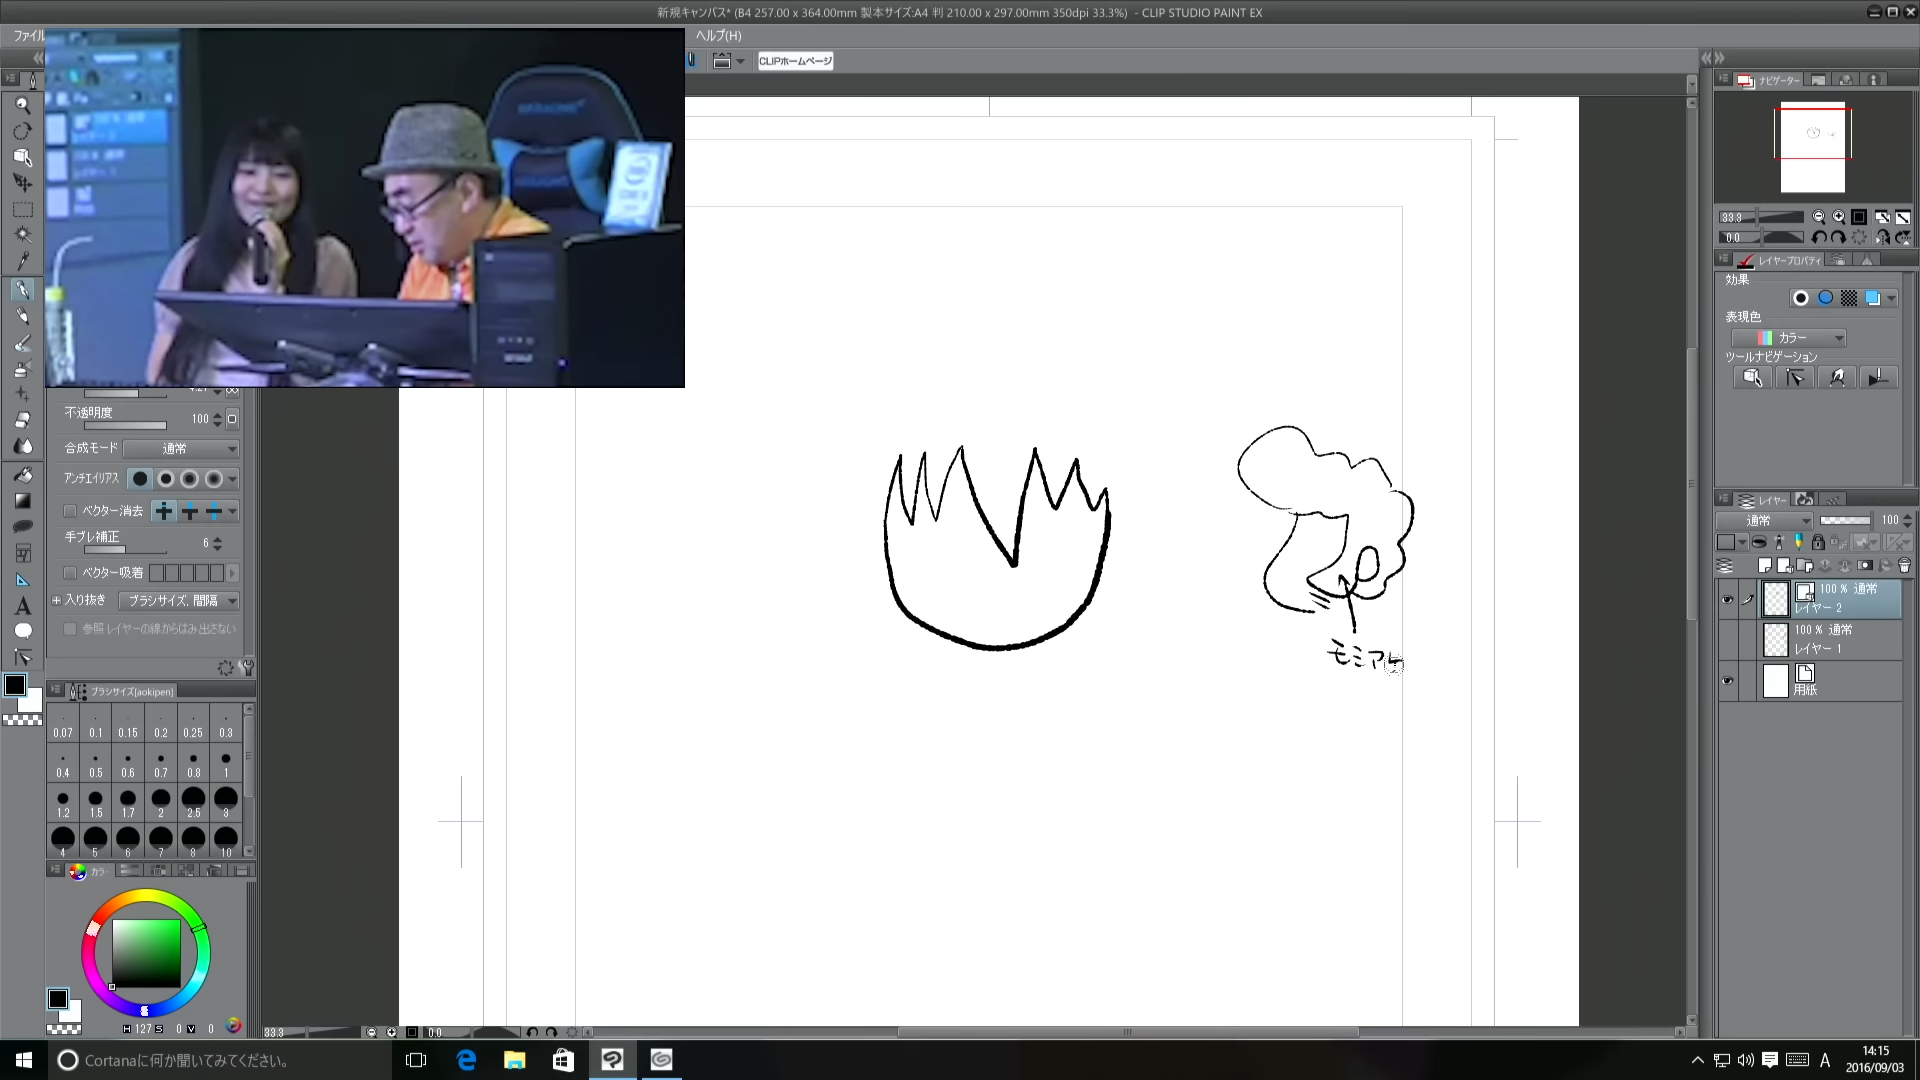 新規キャンバス* (B4 257.00 x 364.00mm 製本サイズ:A4 判 210.00 x 297.00mm 350dpi 33.3%) - CLIP STUDIO PAINT EX
ファイル
ヘルプ(H)
CLIPホームページ
ナビゲーター
33.3
0.0
レイヤープロパティ
効果
表現色
カラー
ツールナビゲーション
不透明度 100
合成モード 通常
アンチエイリアス
ベクター消去
手ブレ補正 6
ベクター吸着
入り抜き ブラシサイズ, 間隔
参照レイヤーの線からはみ出さない
ブラシサイズ[aokipen]
0.07 0.1 0.15 0.2 0.25 0.3
0.4 0.5 0.6 0.7 0.8 1
1.2 1.5 1.7 2 2.5 3
4 5 6 7 8 10
カラー
H 127 S 0 V 0
モミア
レイヤー
通常 100
100 % 通常
レイヤー 2
100 % 通常
レイヤー 1
用紙
33.3 0.0
Cortanaに何か聞いてみてください。
A
14:15
2016/09/03